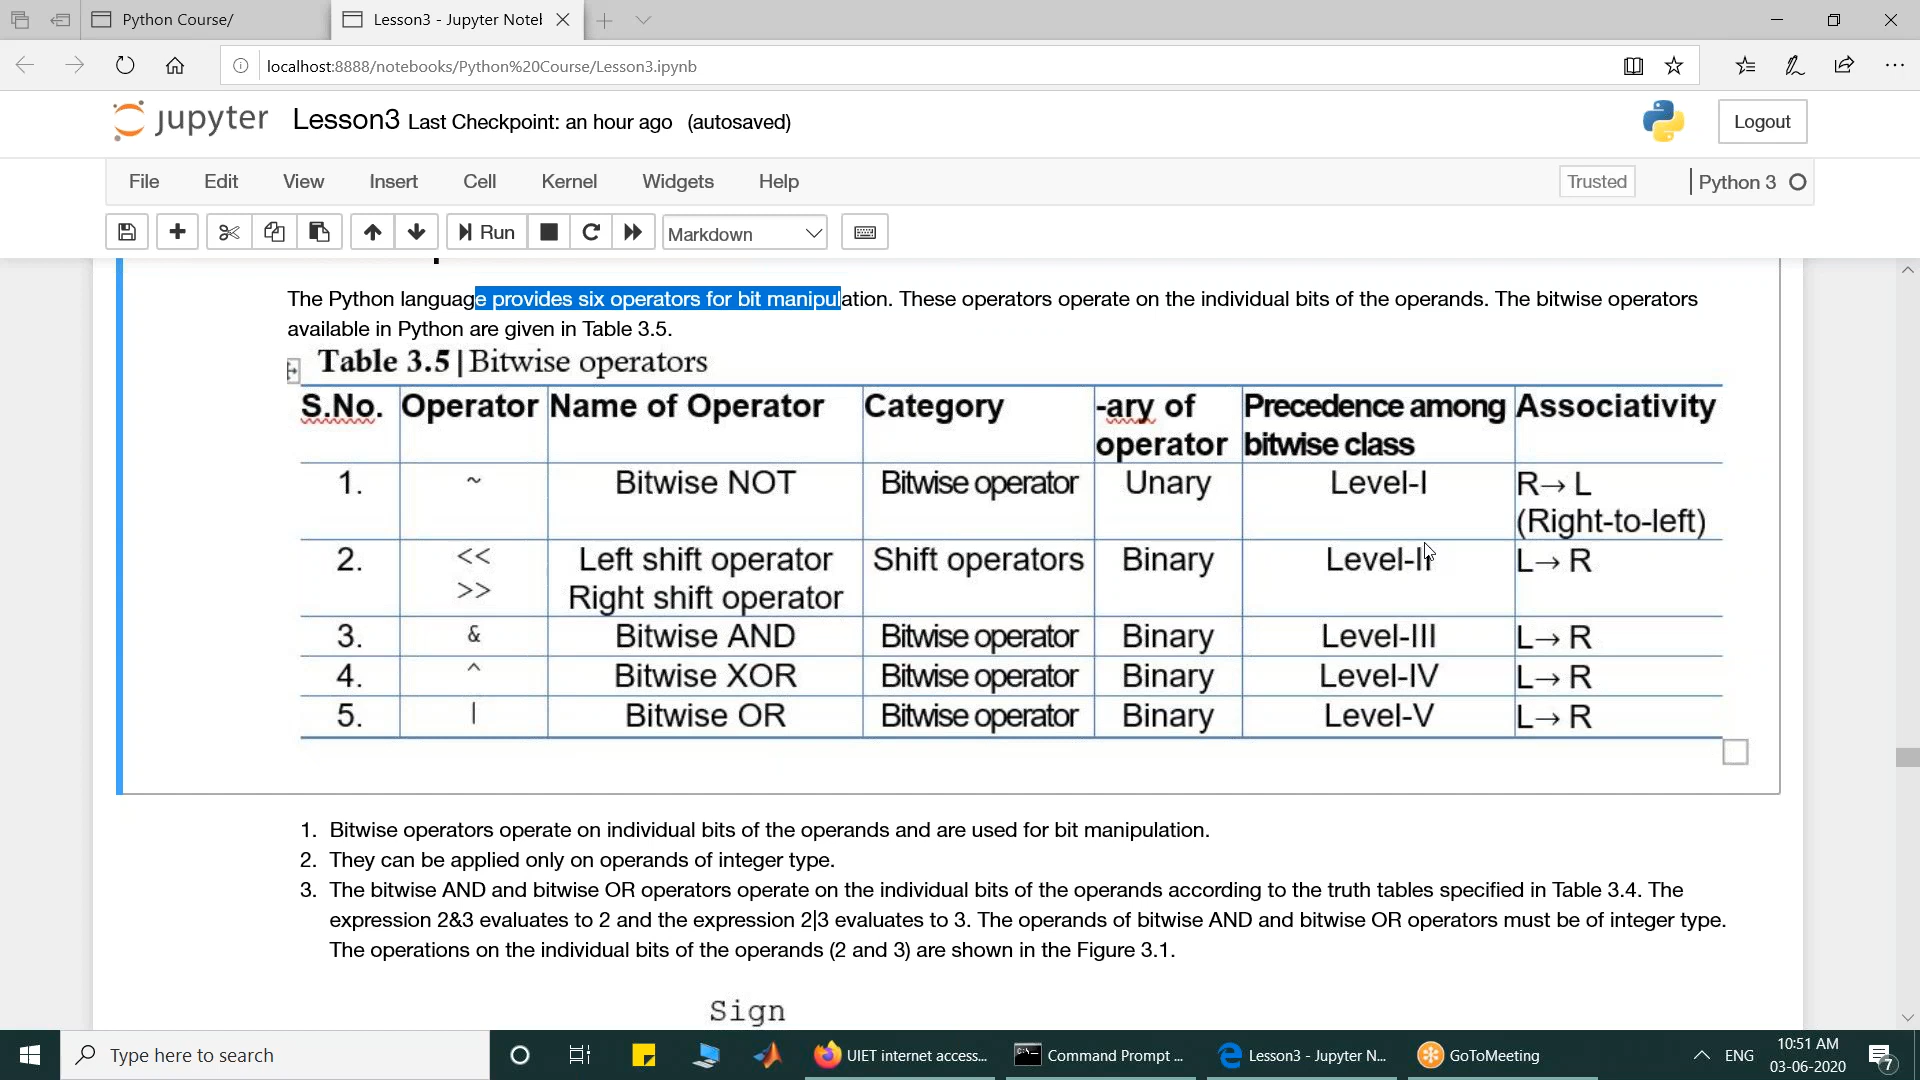 Python Course/
Lesson3 - Jupyter Notel
localhost:8888/notebooks/Python%20Course/Lesson3.ipynb
jupyter Lesson3 Last Checkpoint: an hour ago (autosaved)
Logout
File Edit View Insert Cell Kernel Widgets Help
Trusted Python 3
Run Markdown
The Python language provides six operators for bit manipulation. These operators operate on the individual bits of the operands. The bitwise operators
available in Python are given in Table 3.5.
Table 3.5|Bitwise operators
S.No. Operator Name of Operator Category -ary of operator Precedence among bitwise class Associativity
1. ~ Bitwise NOT Bitwise operator Unary Level-I R→ L (Right-to-left)
2. << >> Left shift operator Right shift operator Shift operators Binary Level-II L→ R
3. & Bitwise AND Bitwise operator Binary Level-III L→ R
4. ^ Bitwise XOR Bitwise operator Binary Level-IV L→ R
5. | Bitwise OR Bitwise operator Binary Level-V L→ R
1. Bitwise operators operate on individual bits of the operands and are used for bit manipulation.
2. They can be applied only on operands of integer type.
3. The bitwise AND and bitwise OR operators operate on the individual bits of the operands according to the truth tables specified in Table 3.4. The
expression 2&3 evaluates to 2 and the expression 2|3 evaluates to 3. The operands of bitwise AND and bitwise OR operators must be of integer type.
The operations on the individual bits of the operands (2 and 3) are shown in the Figure 3.1.
Sign
Type here to search
UIET internet access...
Command Prompt ...
Lesson3 - Jupyter N...
GoToMeeting
ENG
10:51 AM
03-06-2020
7